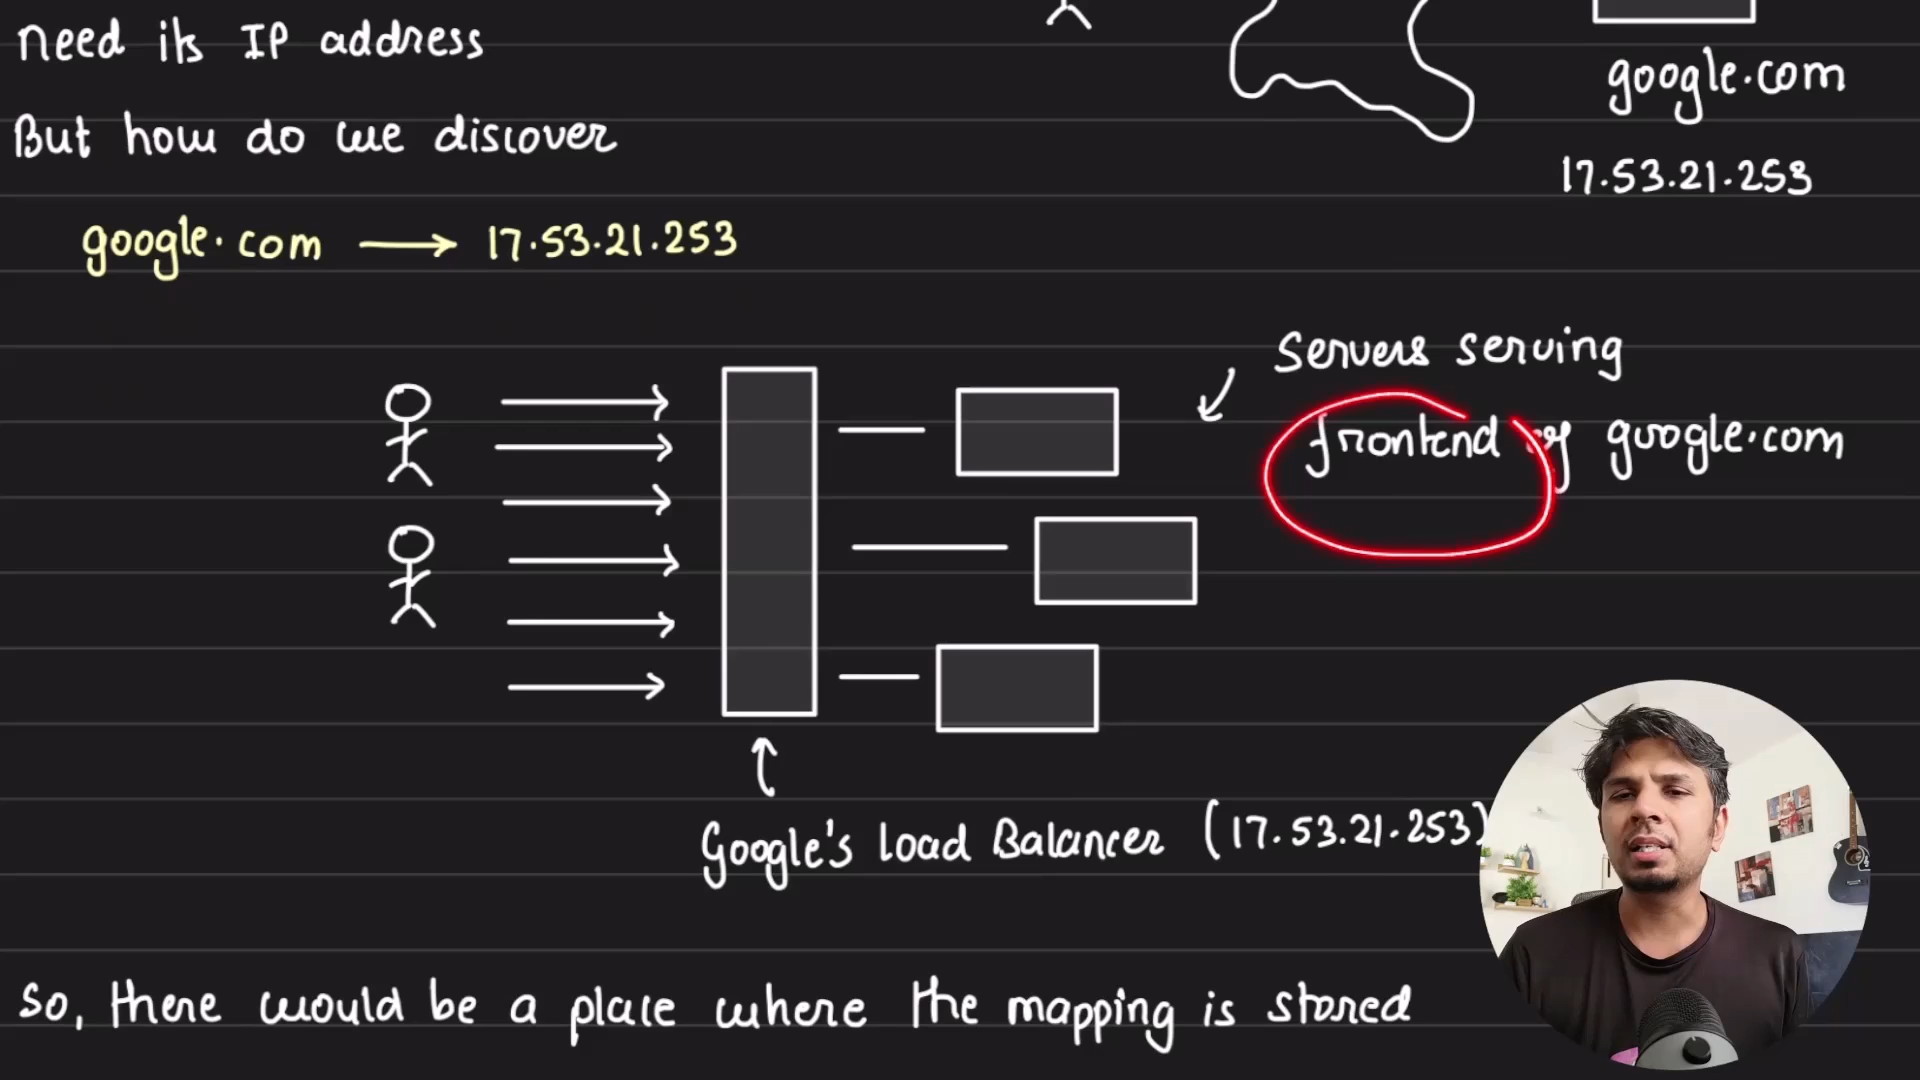 need its IP address
But how do we discover
google.com → 17.53.21.253
google.com
17.53.21.253
Servers serving
frontend of google.com
Google's Load Balancer (17.53.21.253)
So, there would be a place where the mapping is stored